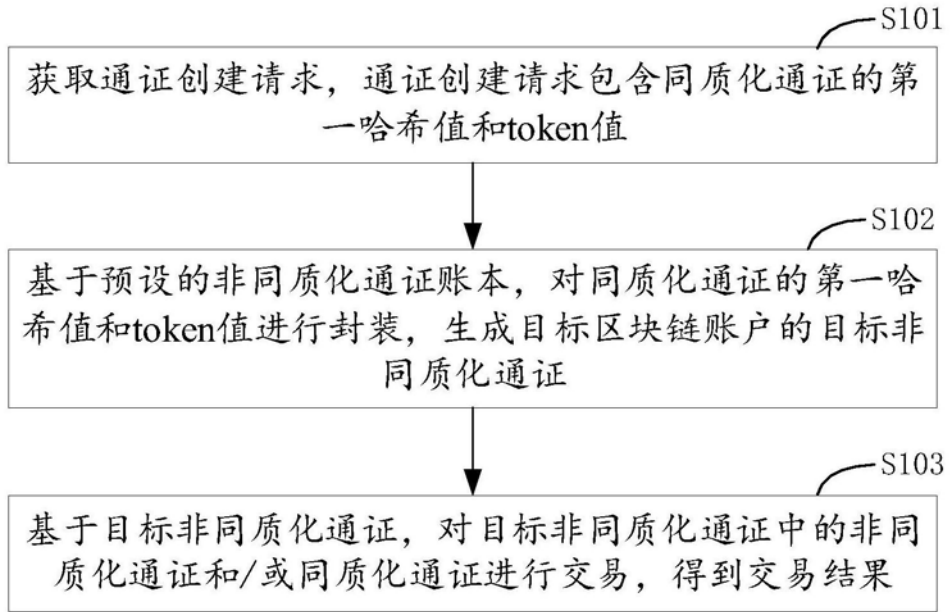 S101
获取通证创建请求，通证创建请求包含同质化通证的第
一哈希值和token值
S102
基于预设的非同质化通证账本，对同质化通证的第一哈
希值和token值进行封装，生成目标区块链账户的目标非
同质化通证
S103
基于目标非同质化通证，对目标非同质化通证中的非同
质化通证和/或同质化通证进行交易，得到交易结果